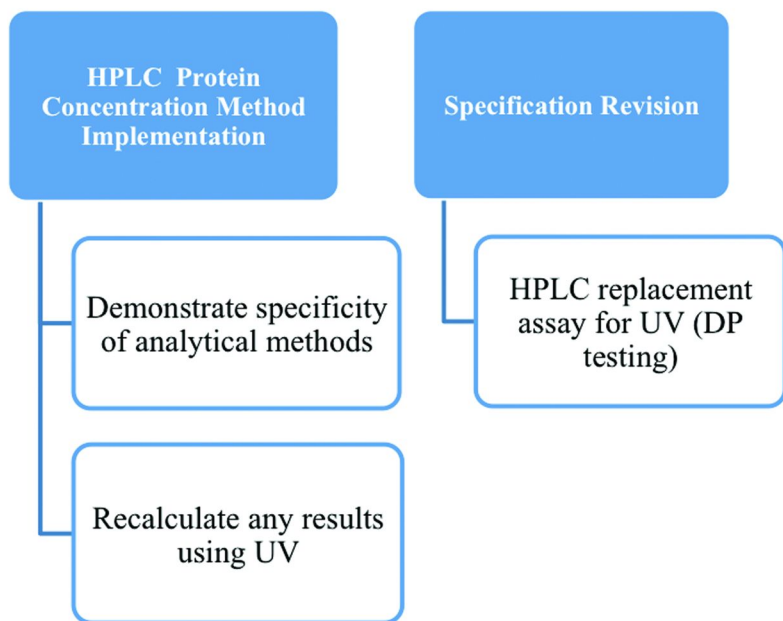 HPLC Protein
Concentration Method
Implementation
Demonstrate specificity
of analytical methods
Recalculate any results
using UV
Specification Revision
HPLC replacement
assay for UV (DP
testing)